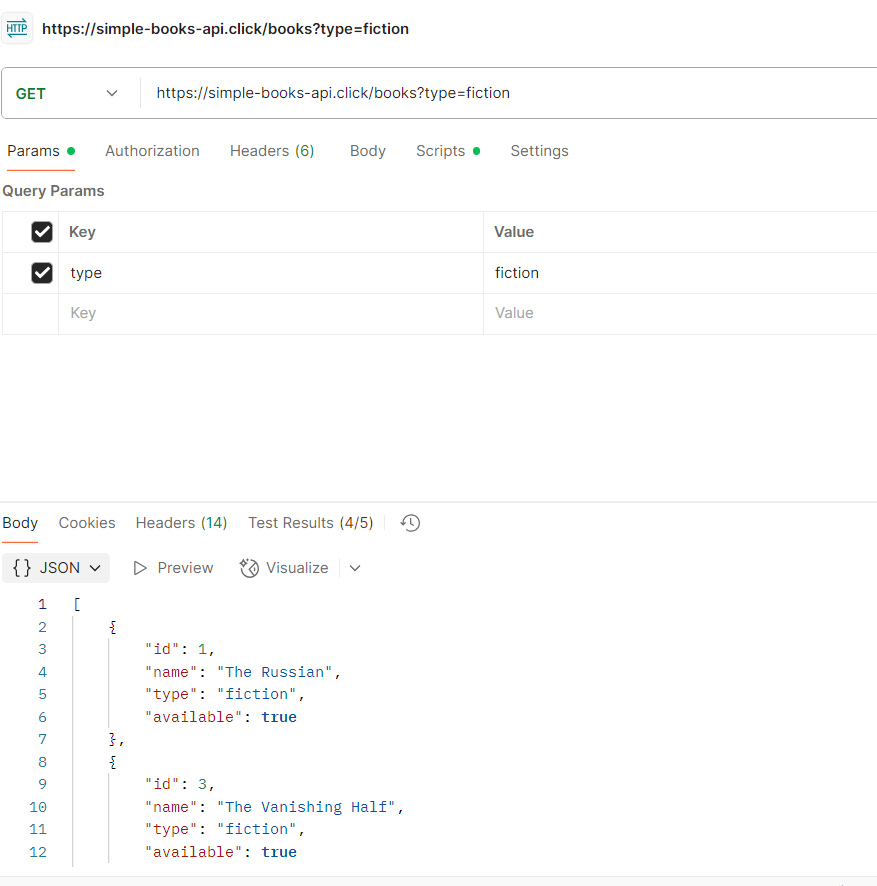 HTTP https://simple-books-api.click/books?type=fiction
GET https://simple-books-api.click/books?type=fiction
Params Authorization Headers (6) Body Scripts Settings
Query Params
Key Value
type fiction
Key Value
Body Cookies Headers (14) Test Results (4/5)
{} JSON Preview Visualize
1 [
2 {
3 "id": 1,
4 "name": "The Russian",
5 "type": "fiction",
6 "available": true
7 },
8 {
9 "id": 3,
10 "name": "The Vanishing Half",
11 "type": "fiction",
12 "available": true